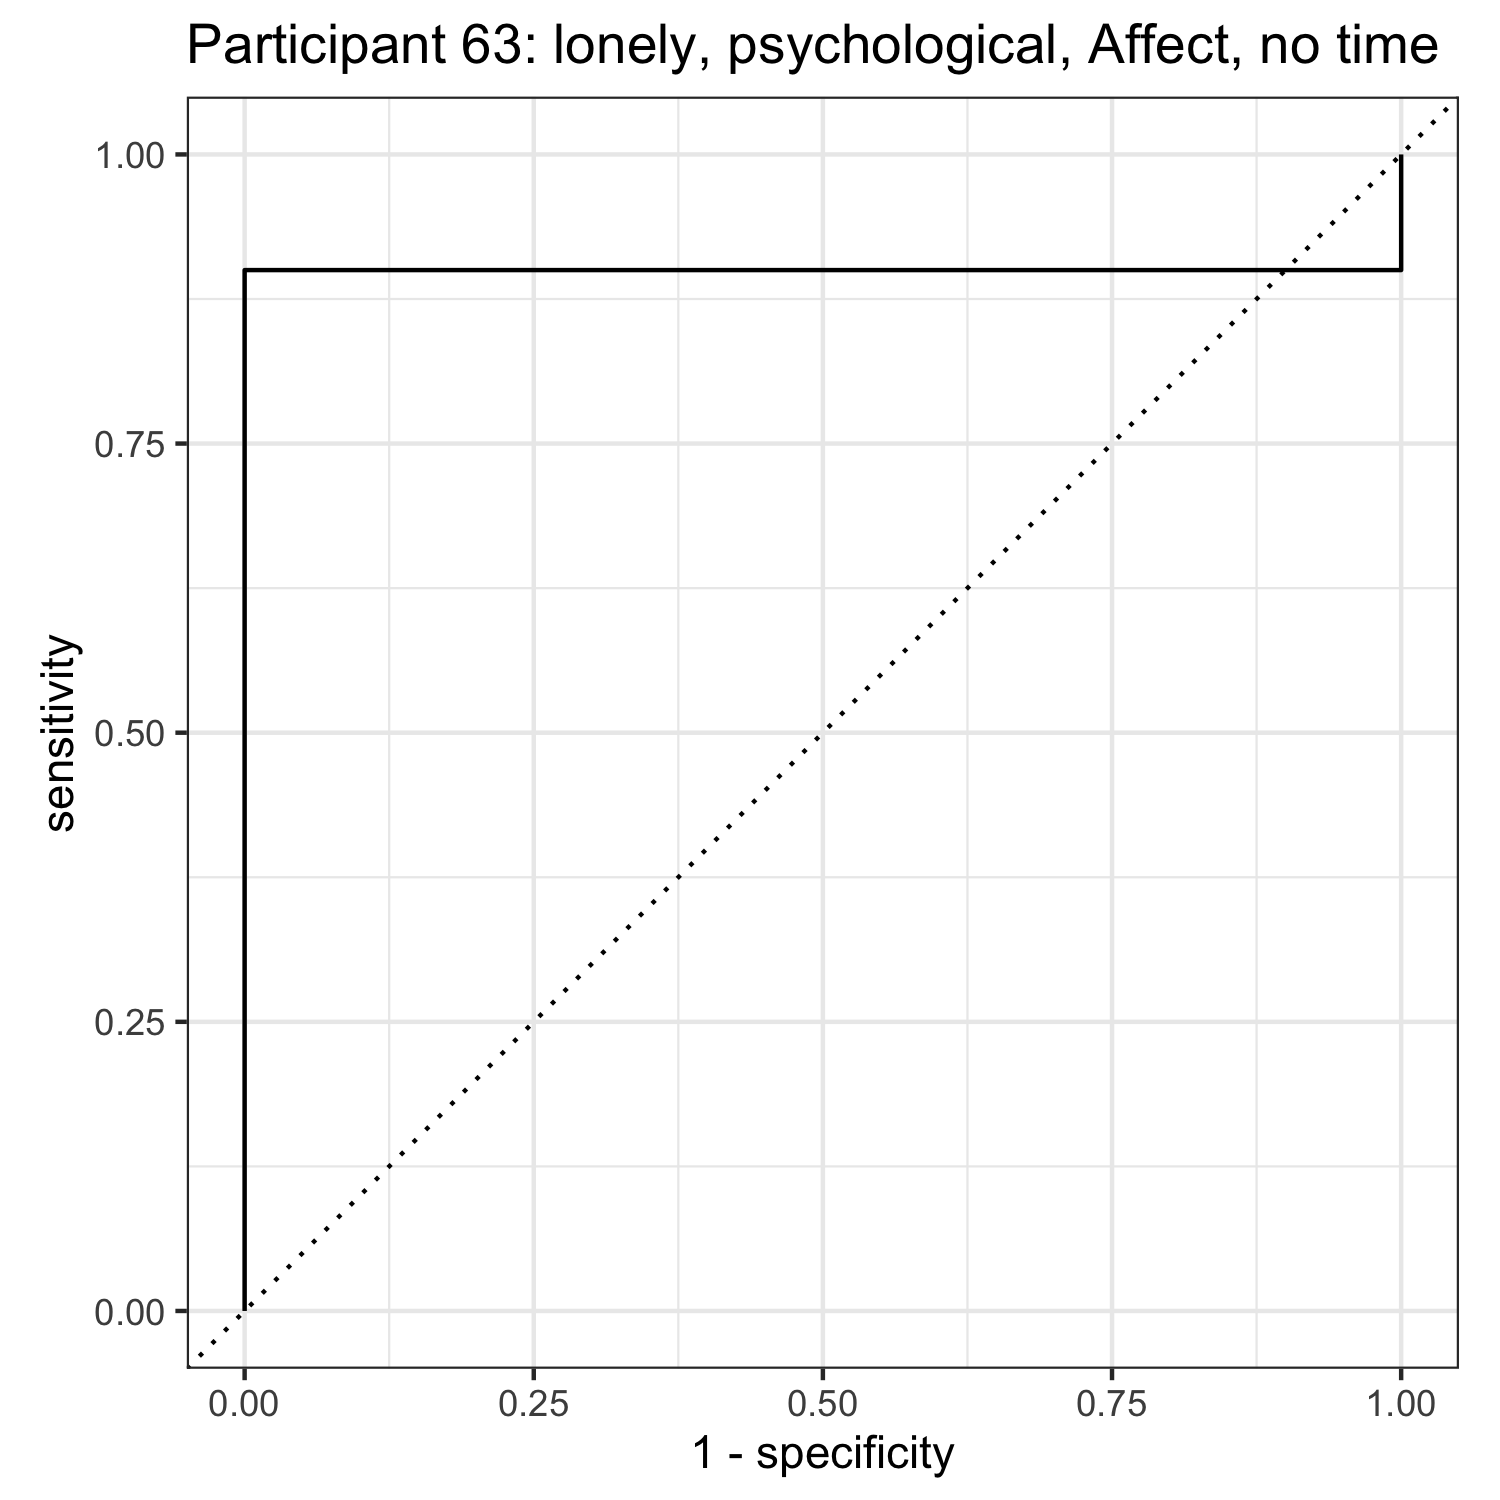 Participant 63: lonely, psychological, Affect, no time
1.00
0.75
0.50
0.25
0.00
sensitivity
0.00 0.25 0.50 0.75 1.00
1 - specificity